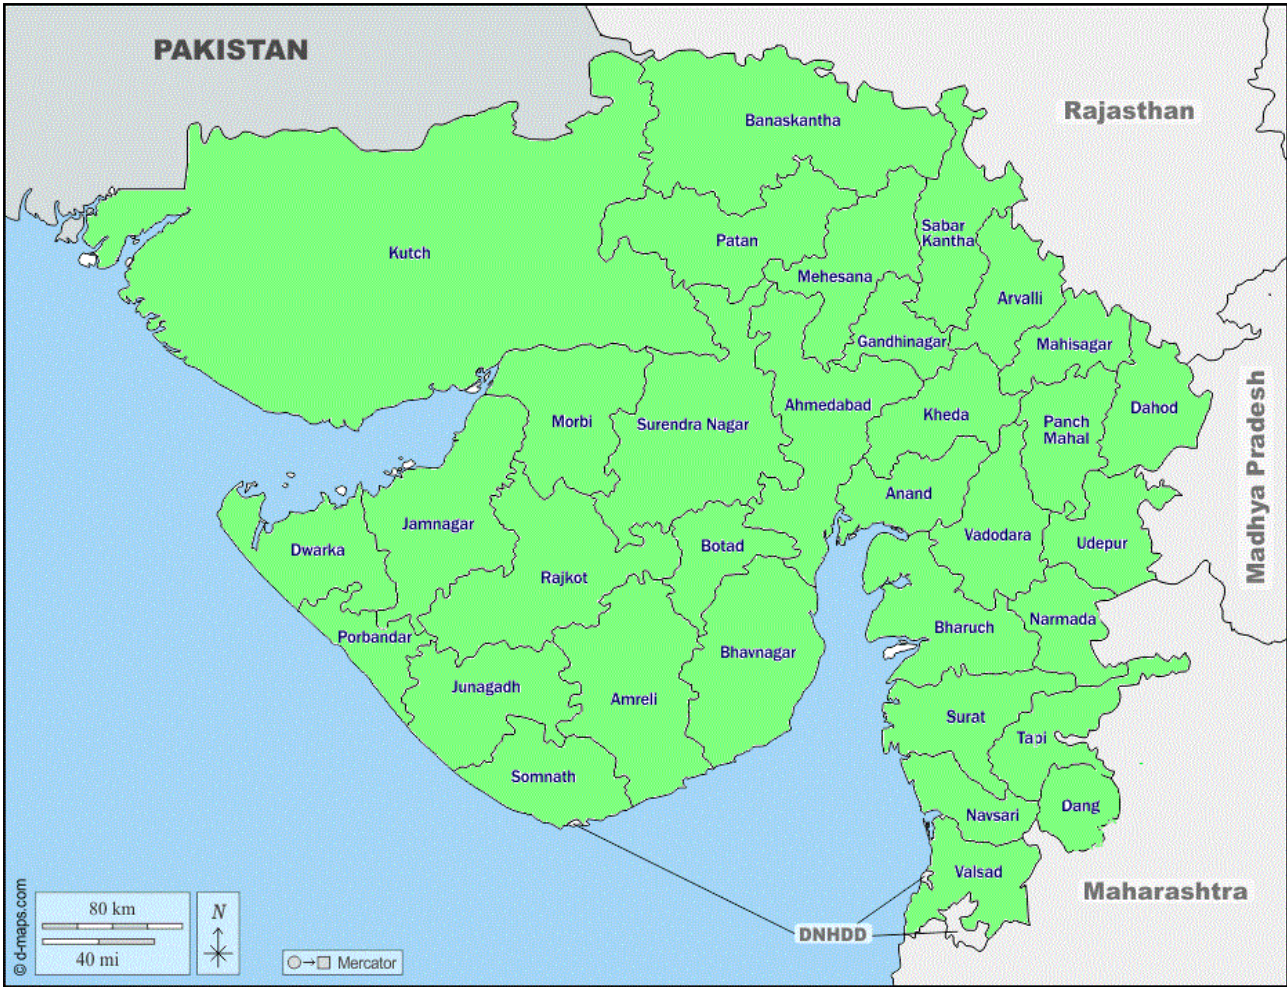 PAKISTAN
Rajasthan
Banaskantha
Kutch
Patan
Sabar
Kantha
Mehesana
Arvalli
Gandhinagar
Mahisagar
Madhya Pradesh
Morbi
Surendra Nagar
Ahmedabad
Kheda
Panch
Mahal
Dahod
Anand
Jamnagar
Dwarka
Rajkot
Botad
Vadodara
Udepur
Porbandar
Bhavnagar
Bharuch
Narmada
Junagadh
Amreli
Surat
Tapi
Somnath
Navsari
Dang
Valsad
Maharashtra
DNHDD
© d-maps.com
80 km
40 mi
N
Mercator